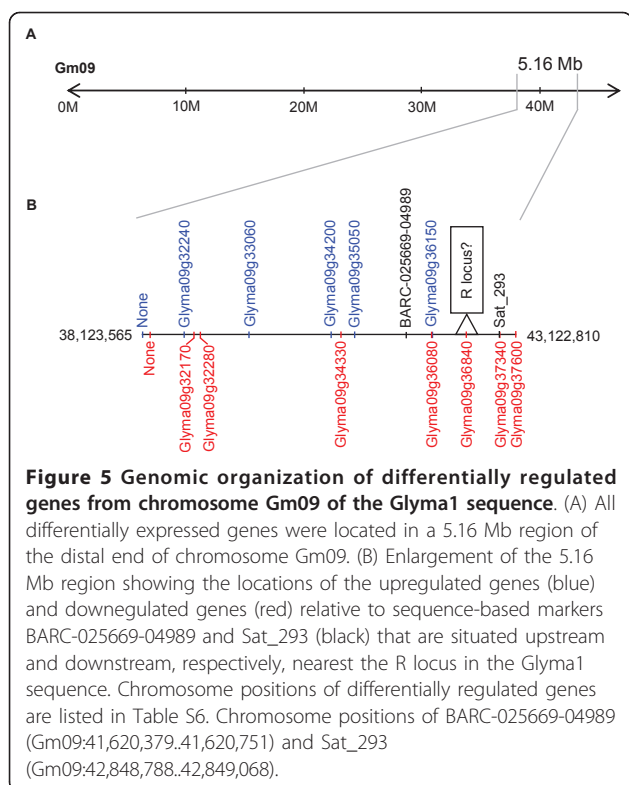 A
Gm09
5.16 Mb
0M 10M 20M 30M 40M
B
None
Glyma09g32240
Glyma09g33060
Glyma09g34200
Glyma09g35050
BARC-025669-04989
Glyma09g36150
R locus?
Sat_293
38,123,565
43,122,810
None
Glyma09g32170
Glyma09g32280
Glyma09g34330
Glyma09g36080
Glyma09g36840
Glyma09g37340
Glyma09g37600
Figure 5 Genomic organization of differentially regulated
genes from chromosome Gm09 of the Glyma1 sequence. (A) All
differentially expressed genes were located in a 5.16 Mb region of
the distal end of chromosome Gm09. (B) Enlargement of the 5.16
Mb region showing the locations of the upregulated genes (blue)
and downegulated genes (red) relative to sequence-based markers
BARC-025669-04989 and Sat_293 (black) that are situated upstream
and downstream, respectively, nearest the R locus in the Glyma1
sequence. Chromosome positions of differentially regulated genes
are listed in Table S6. Chromosome positions of BARC-025669-04989
(Gm09:41,620,379..41,620,751) and Sat_293
(Gm09:42,848,788..42,849,068).